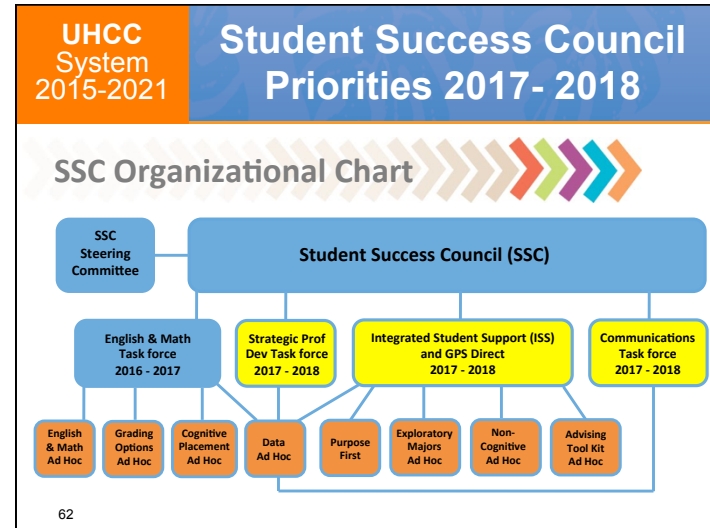 UHCC
System
2015-2021
Student Success Council
Priorities 2017- 2018
SSC Organizational Chart
SSC
Steering
Committee
Student Success Council (SSC)
English & Math
Task force
2016 - 2017
Strategic Prof
Dev Task force
2017 - 2018
Integrated Student Support (ISS)
and GPS Direct
2017 - 2018
Communications
Task force
2017 - 2018
English
& Math
Ad Hoc
Grading
Options
Ad Hoc
Cognitive
Placement
Ad Hoc
Data
Ad Hoc
Purpose
First
Exploratory
Majors
Ad Hoc
Non-
Cognitive
Ad Hoc
Advising
Tool Kit
Ad Hoc
62